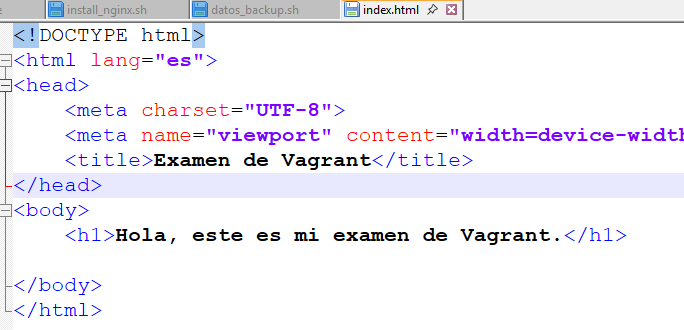 install_nginx.sh datos_backup.sh index.html
<!DOCTYPE html>
<html lang="es">
<head>
<meta charset="UTF-8">
<meta name="viewport" content="width=device-width
<title>Examen de Vagrant</title>
</head>
<body>
<h1>Hola, este es mi examen de Vagrant.</h1>
</body>
</html>